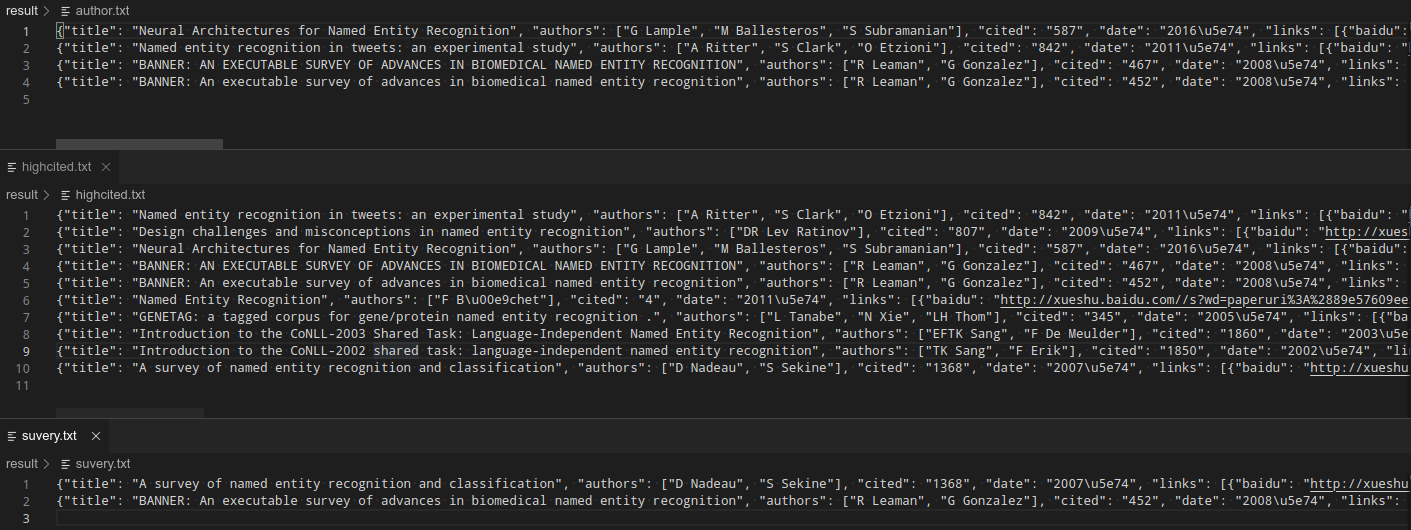 result > author.txt
1 {"title": "Neural Architectures for Named Entity Recognition", "authors": ["G Lample", "M Ballesteros", "S Subramanian"], "cited": "587", "date": "2016\u5e74", "links": [{"baidu":
2 {"title": "Named entity recognition in tweets: an experimental study", "authors": ["A Ritter", "S Clark", "O Etzioni"], "cited": "842", "date": "2011\u5e74", "links": [{"baidu": "
3 {"title": "BANNER: AN EXECUTABLE SURVEY OF ADVANCES IN BIOMEDICAL NAMED ENTITY RECOGNITION", "authors": ["R Leaman", "G Gonzalez"], "cited": "467", "date": "2008\u5e74", "links":
4 {"title": "BANNER: An executable survey of advances in biomedical named entity recognition", "authors": ["R Leaman", "G Gonzalez"], "cited": "452", "date": "2008\u5e74", "links":
5
highcited.txt ×
result > highcited.txt
1 {"title": "Named entity recognition in tweets: an experimental study", "authors": ["A Ritter", "S Clark", "O Etzioni"], "cited": "842", "date": "2011\u5e74", "links": [{"baidu": "
2 {"title": "Design challenges and misconceptions in named entity recognition", "authors": ["DR Lev Ratinov"], "cited": "807", "date": "2009\u5e74", "links": [{"baidu": "http://xues
3 {"title": "Neural Architectures for Named Entity Recognition", "authors": ["G Lample", "M Ballesteros", "S Subramanian"], "cited": "587", "date": "2016\u5e74", "links": [{"baidu":
4 {"title": "BANNER: AN EXECUTABLE SURVEY OF ADVANCES IN BIOMEDICAL NAMED ENTITY RECOGNITION", "authors": ["R Leaman", "G Gonzalez"], "cited": "467", "date": "2008\u5e74", "links":
5 {"title": "BANNER: An executable survey of advances in biomedical named entity recognition", "authors": ["R Leaman", "G Gonzalez"], "cited": "452", "date": "2008\u5e74", "links":
6 {"title": "Named Entity Recognition", "authors": ["F B\u00e9chet"], "cited": "4", "date": "2011\u5e74", "links": [{"baidu": "http://xueshu.baidu.com//s?wd=paperuri%3A%2889e57609ee
7 {"title": "GENETAG: a tagged corpus for gene/protein named entity recognition .", "authors": ["L Tanabe", "N Xie", "LH Thom"], "cited": "345", "date": "2005\u5e74", "links": [{"ba
8 {"title": "Introduction to the CoNLL-2003 Shared Task: Language-Independent Named Entity Recognition", "authors": ["EFTK Sang", "F De Meulder"], "cited": "1860", "date": "2003\u5e
9 {"title": "Introduction to the CoNLL-2002 shared task: language-independent named entity recognition", "authors": ["TK Sang", "F Erik"], "cited": "1850", "date": "2002\u5e74", "li
10 {"title": "A survey of named entity recognition and classification", "authors": ["D Nadeau", "S Sekine"], "cited": "1368", "date": "2007\u5e74", "links": [{"baidu": "http://xueshu
11
suvery.txt ×
result > suvery.txt
1 {"title": "A survey of named entity recognition and classification", "authors": ["D Nadeau", "S Sekine"], "cited": "1368", "date": "2007\u5e74", "links": [{"baidu": "http://xueshu
2 {"title": "BANNER: An executable survey of advances in biomedical named entity recognition", "authors": ["R Leaman", "G Gonzalez"], "cited": "452", "date": "2008\u5e74", "links":
3